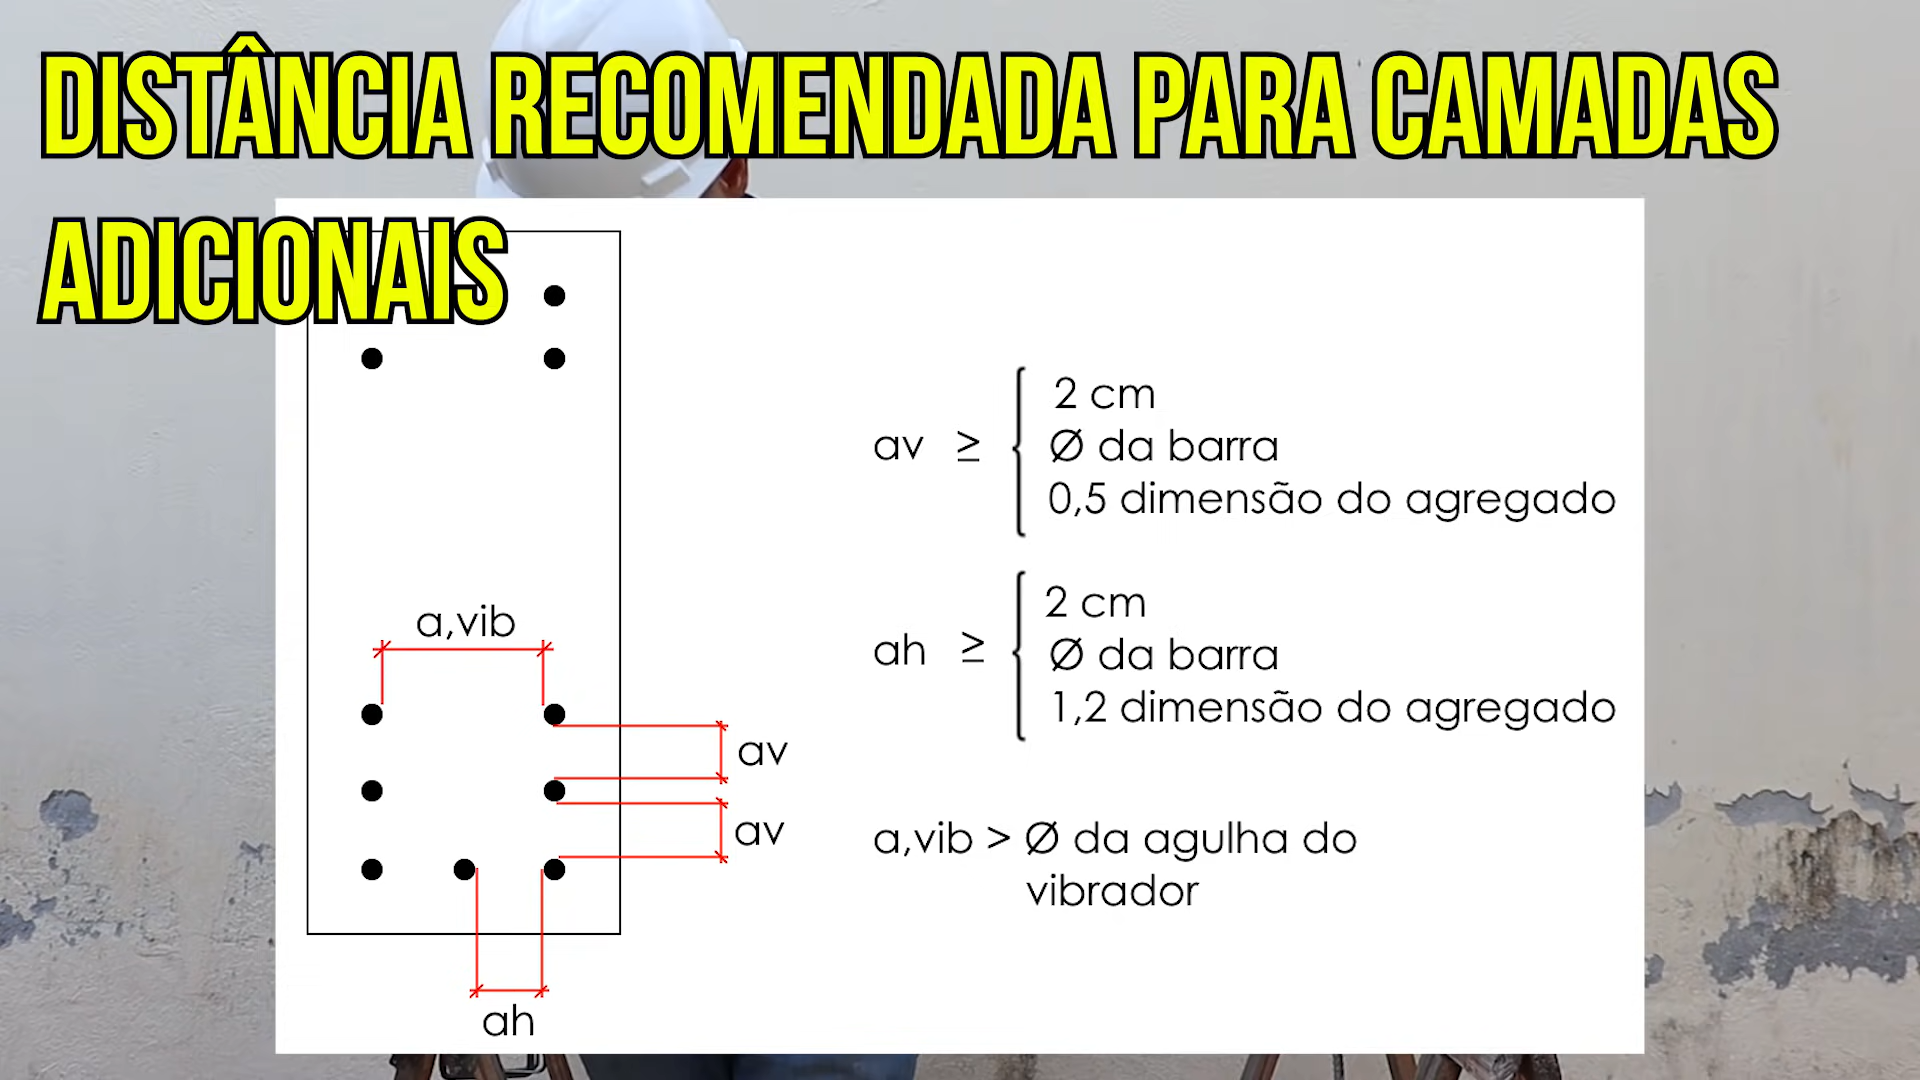 DISTÂNCIA RECOMENDADA PARA CAMADAS
ADICIONAIS
av ≥ { 2 cm
Ø da barra
0,5 dimensão do agregado
ah ≥ { 2 cm
Ø da barra
1,2 dimensão do agregado
a,vib > Ø da agulha do
vibrador
a,vib
av
av
ah